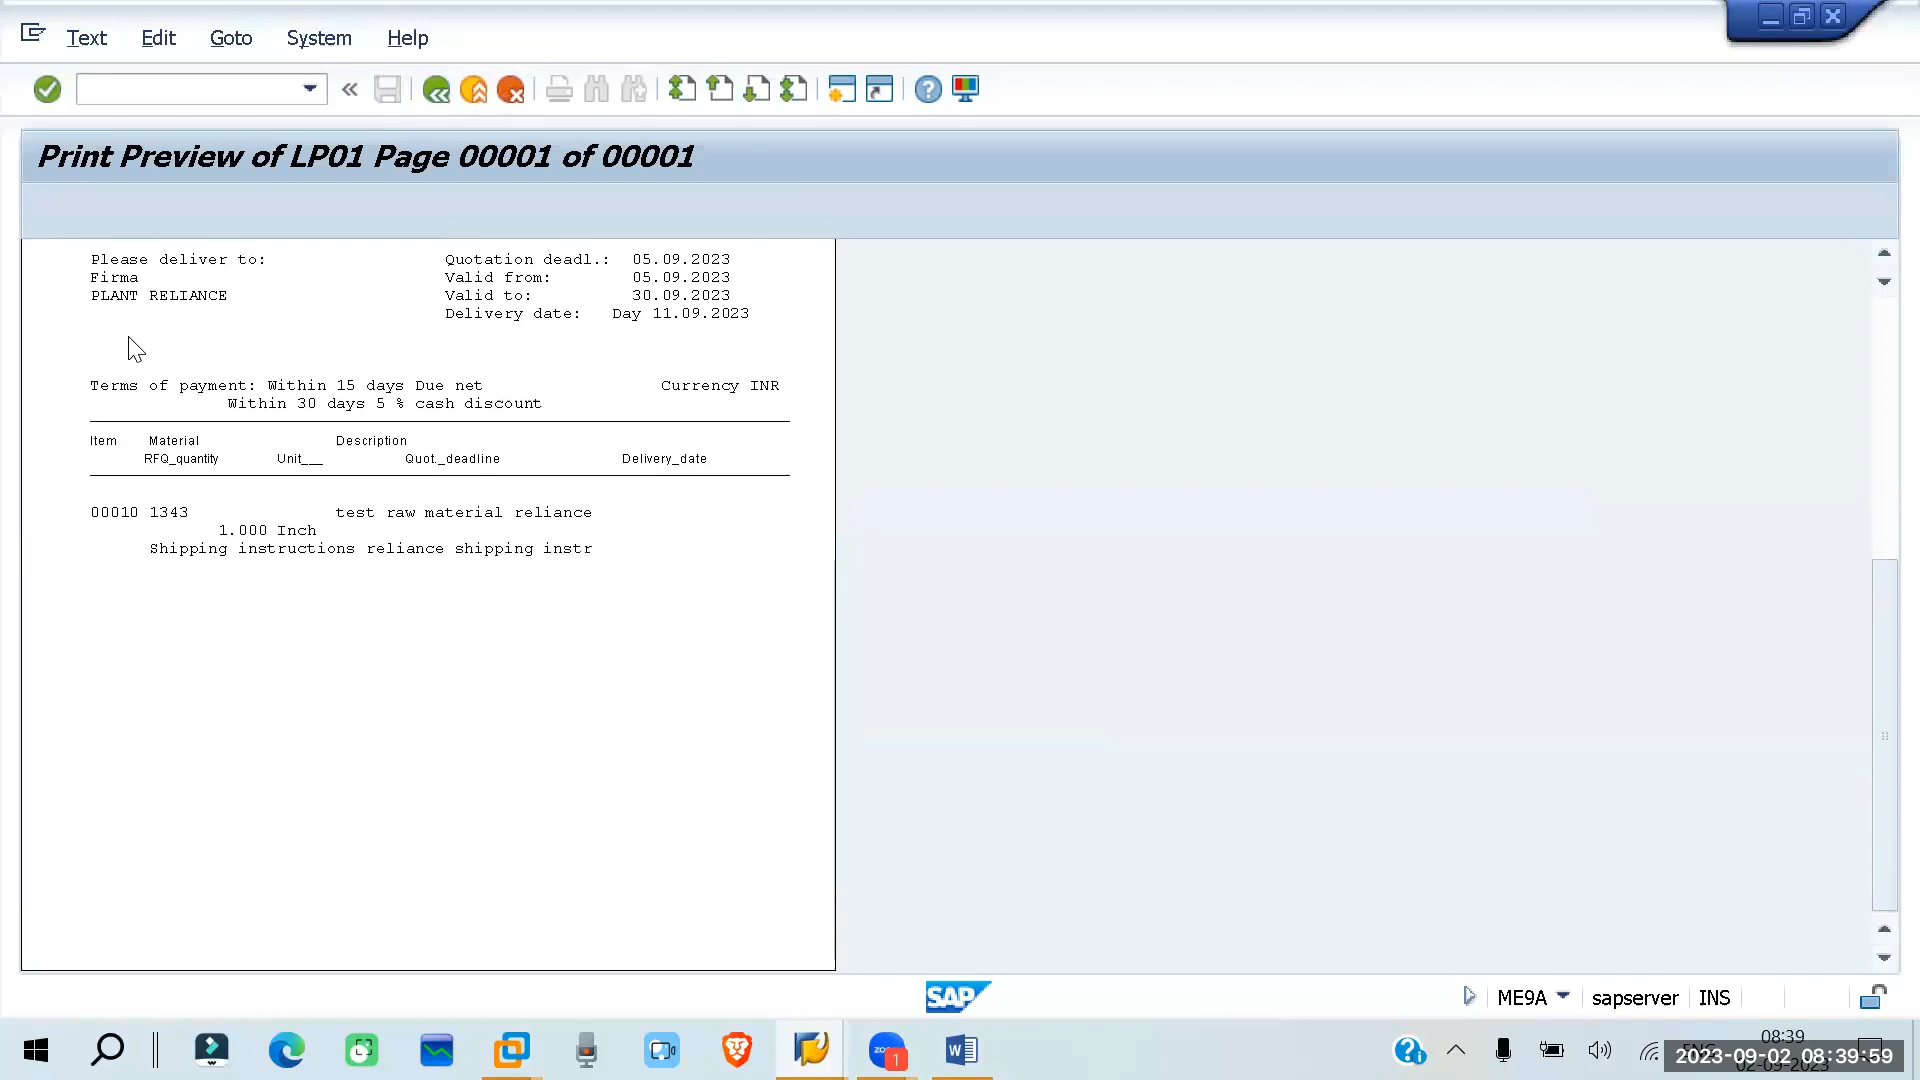 Text Edit Goto System Help
Print Preview of LP01 Page 00001 of 00001
Please deliver to: Quotation deadl.: 05.09.2023
Firma Valid from: 05.09.2023
PLANT RELIANCE Valid to: 30.09.2023
Delivery date: Day 11.09.2023
Terms of payment: Within 15 days Due net Currency INR
Within 30 days 5 % cash discount
Item Material Description
RFQ_quantity Unit___ Quot._deadline Delivery_date
00010 1343 test raw material reliance
1.000 Inch
Shipping instructions reliance shipping instr
SAP ME9A sapserver INS
08:39
2023-09-02 08:39:59
zoom 1